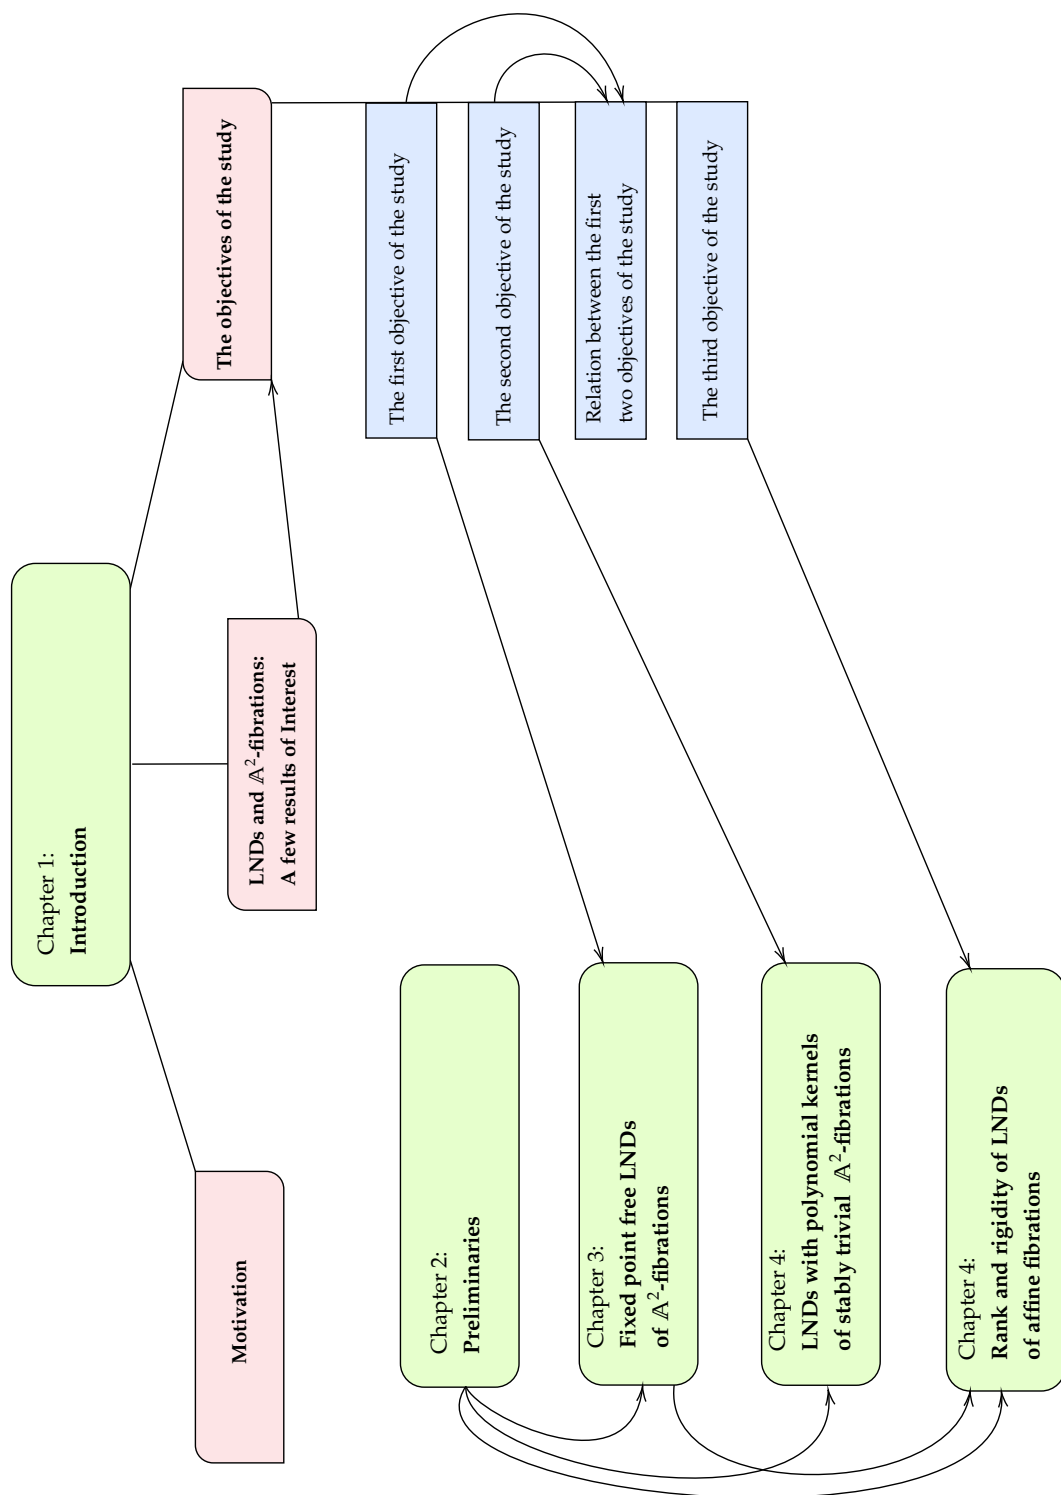 Chapter 1:
Introduction
Motivation
LNDs and 𝔸²-fibrations:
A few results of Interest
The objectives of the study
The first objective of the study
The second objective of the study
Relation between the first
two objectives of the study
The third objective of the study
Chapter 2:
Preliminaries
Chapter 3:
Fixed point free LNDs
of 𝔸²-fibrations
Chapter 4:
LNDs with polynomial kernels
of stably trivial 𝔸²-fibrations
Chapter 4:
Rank and rigidity of LNDs
of affine fibrations